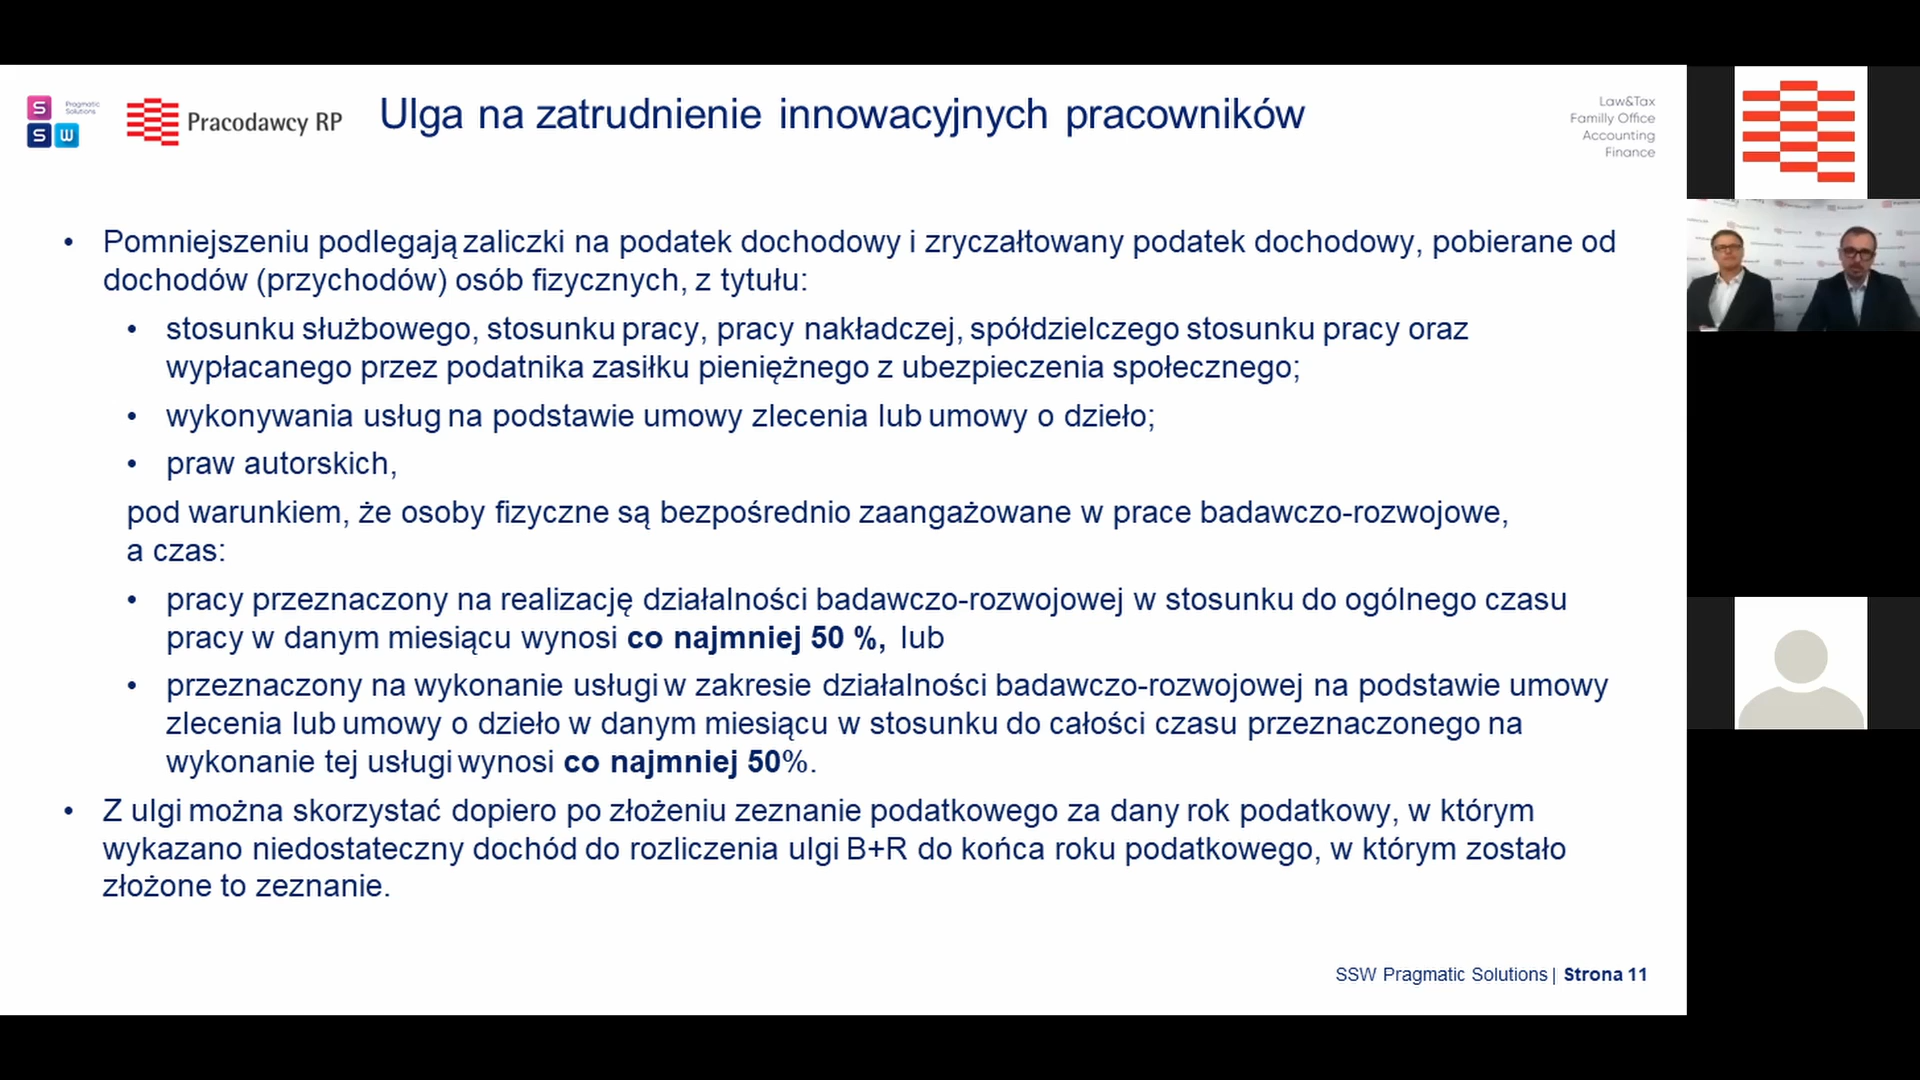 S
S W
Pragmatic
Solutions
Pracodawcy RP
Ulga na zatrudnienie innowacyjnych pracowników
Law&Tax
Familly Office
Accounting
Finance
• Pomniejszeniu podlegają zaliczki na podatek dochodowy i zryczałtowany podatek dochodowy, pobierane od
dochodów (przychodów) osób fizycznych, z tytułu:
• stosunku służbowego, stosunku pracy, pracy nakładczej, spółdzielczego stosunku pracy oraz
wypłacanego przez podatnika zasiłku pieniężnego z ubezpieczenia społecznego;
• wykonywania usług na podstawie umowy zlecenia lub umowy o dzieło;
• praw autorskich,
pod warunkiem, że osoby fizyczne są bezpośrednio zaangażowane w prace badawczo-rozwojowe,
a czas:
• pracy przeznaczony na realizację działalności badawczo-rozwojowej w stosunku do ogólnego czasu
pracy w danym miesiącu wynosi co najmniej 50 %, lub
• przeznaczony na wykonanie usługi w zakresie działalności badawczo-rozwojowej na podstawie umowy
zlecenia lub umowy o dzieło w danym miesiącu w stosunku do całości czasu przeznaczonego na
wykonanie tej usługi wynosi co najmniej 50%.
• Z ulgi można skorzystać dopiero po złożeniu zeznanie podatkowego za dany rok podatkowy, w którym
wykazano niedostateczny dochód do rozliczenia ulgi B+R do końca roku podatkowego, w którym zostało
złożone to zeznanie.
SSW Pragmatic Solutions | Strona 11